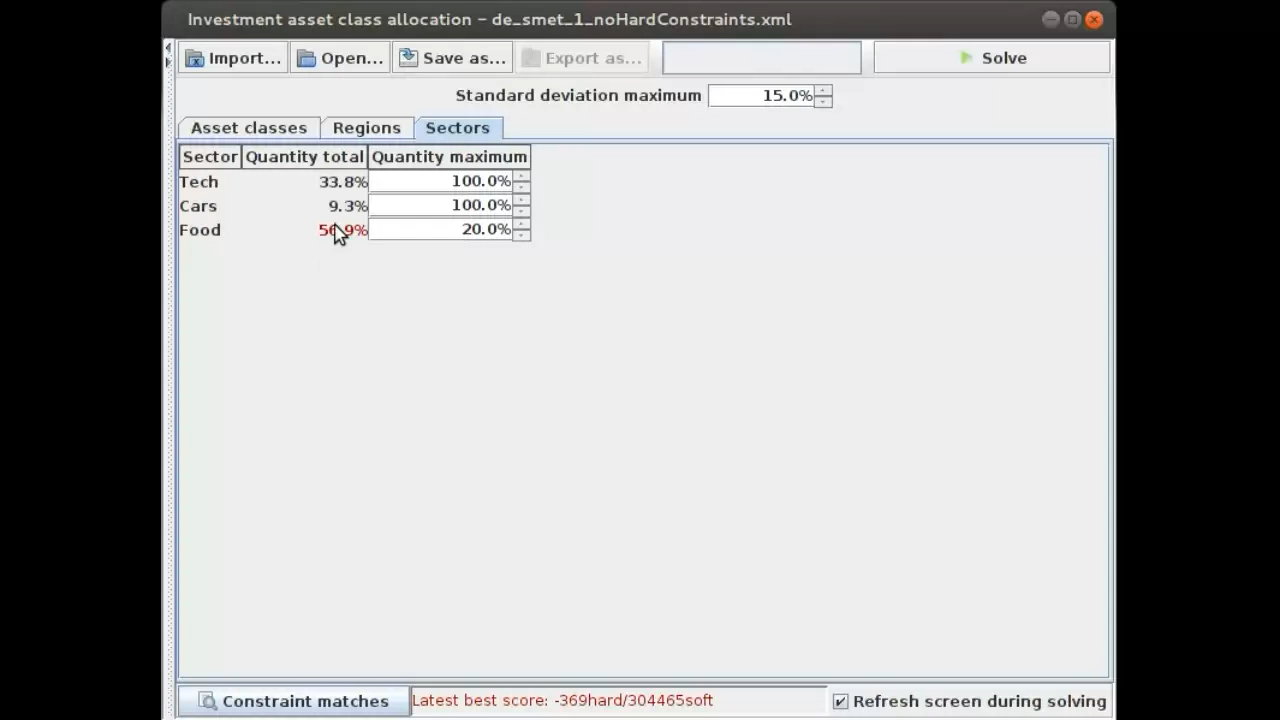 Investment asset class allocation – de_smet_1_noHardConstraints.xml
Import... Open... Save as... Export as... Solve
Standard deviation maximum 15.0%
Asset classes Regions Sectors
Sector Quantity total Quantity maximum
Tech 33.8% 100.0%
Cars 9.3% 100.0%
Food 56.9% 20.0%
Constraint matches Latest best score: -369hard/304465soft Refresh screen during solving